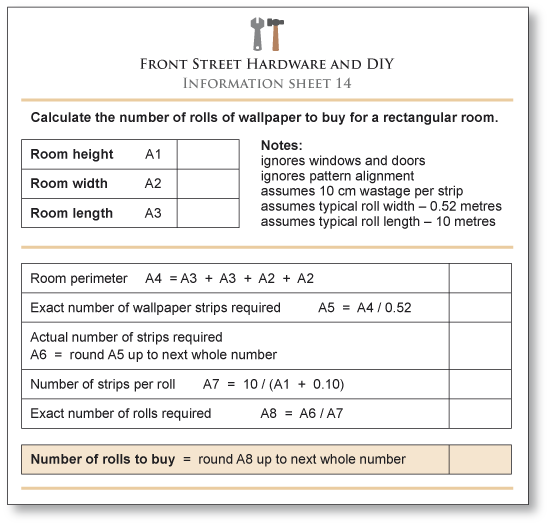 Front Street Hardware and DIY
Information sheet 14
Calculate the number of rolls of wallpaper to buy for a rectangular room.
Room height A1
Room width A2
Room length A3
Notes:
ignores windows and doors
ignores pattern alignment
assumes 10 cm wastage per strip
assumes typical roll width – 0.52 metres
assumes typical roll length – 10 metres
Room perimeter A4 = A3 + A3 + A2 + A2
Exact number of wallpaper strips required A5 = A4 / 0.52
Actual number of strips required
A6 = round A5 up to next whole number
Number of strips per roll A7 = 10 / (A1 + 0.10)
Exact number of rolls required A8 = A6 / A7
Number of rolls to buy = round A8 up to next whole number